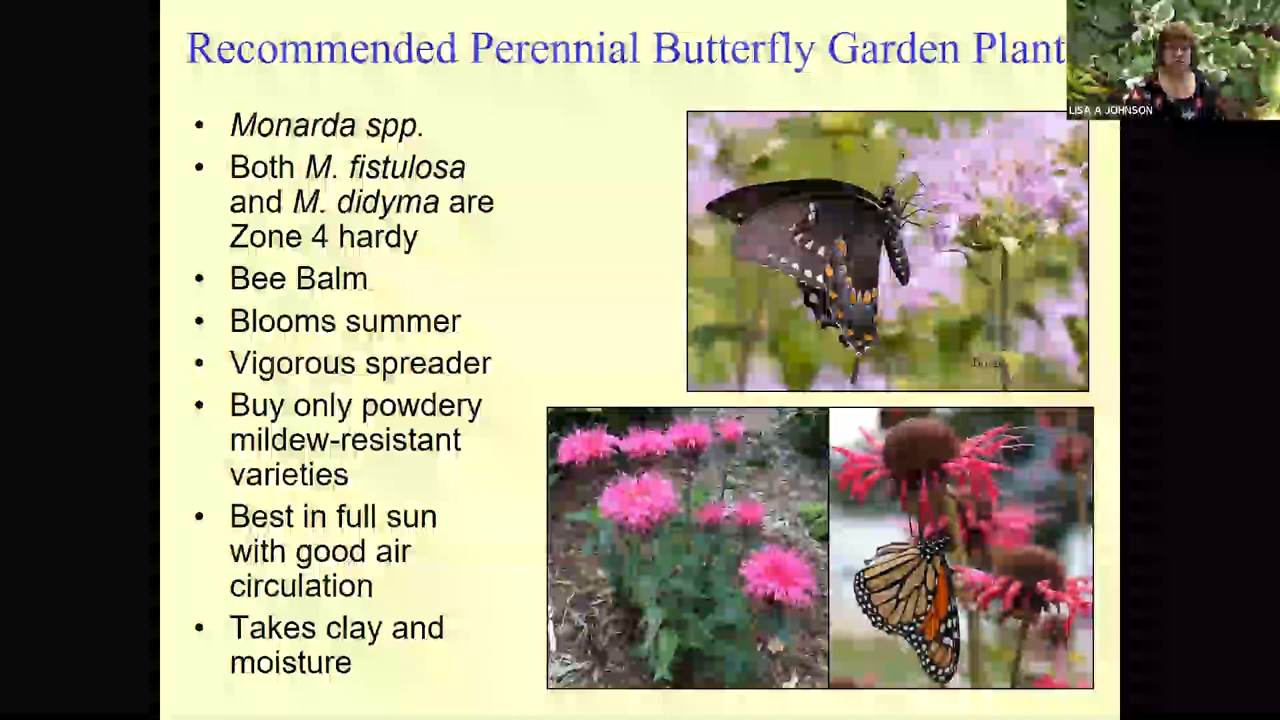 Recommended Perennial Butterfly Garden Plant
LISA A JOHNSON
• Monarda spp.
• Both M. fistulosa
and M. didyma are
Zone 4 hardy
• Bee Balm
• Blooms summer
• Vigorous spreader
• Buy only powdery
mildew-resistant
varieties
• Best in full sun
with good air
circulation
• Takes clay and
moisture